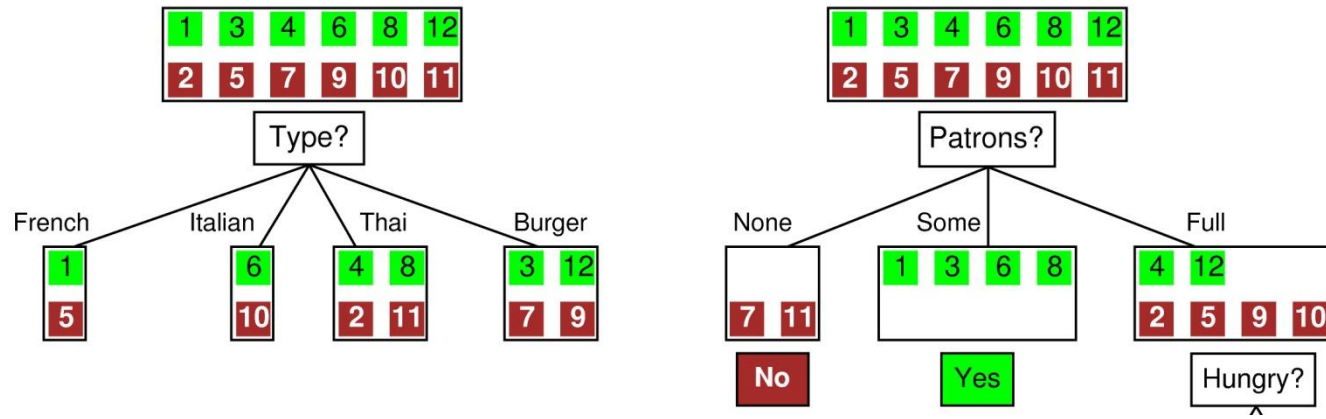 1 3 4 6 8 12
2 5 7 9 10 11
Type?
French Italian Thai Burger
1 6 4 8 3 12
5 10 2 11 7 9
1 3 4 6 8 12
2 5 7 9 10 11
Patrons?
None Some Full
1 3 6 8 4 12
7 11 2 5 9 10
No Yes Hungry?